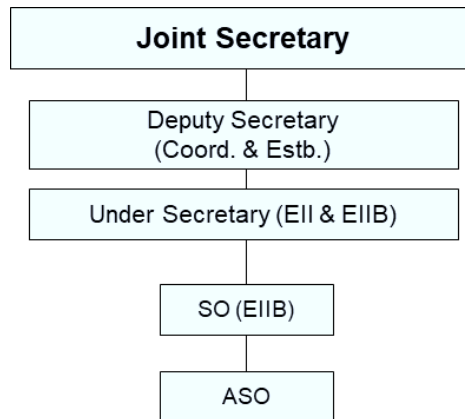 Joint Secretary
Deputy Secretary
(Coord. & Estb.)
Under Secretary (EII & EIIB)
SO (EIIB)
ASO